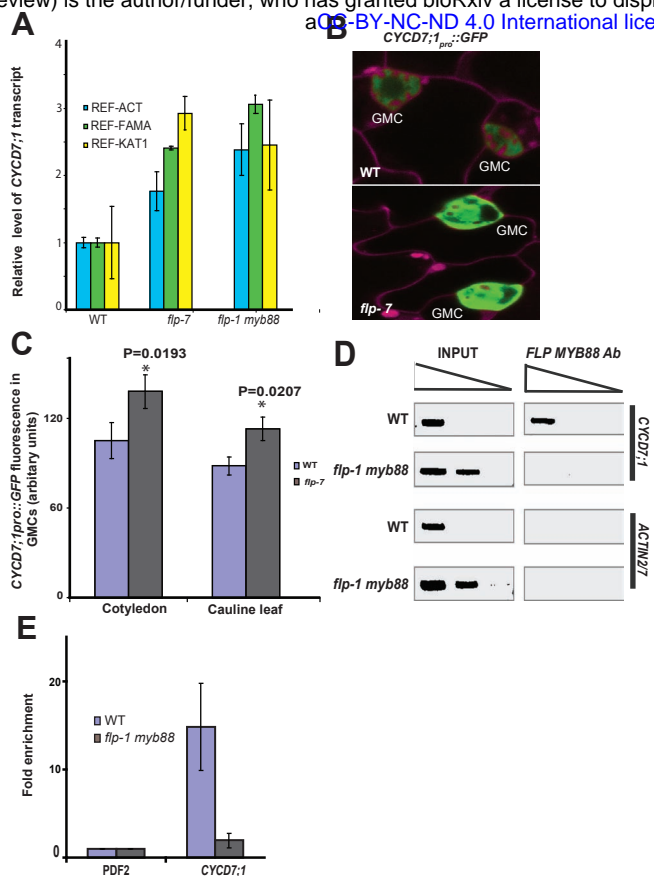 review) is the author/funder, who has granted bioRxiv a license to displ
aCC-BY-NC-ND 4.0 International lice
A
Relative level of CYCD7;1 transcript
4
3
2
1
0
REF-ACT
REF-FAMA
REF-KAT1
WT
flp-7
flp-1 myb88
B
CYCD7;1pro::GFP
GMC
GMC
WT
GMC
GMC
flp-7
C
CYCD7;1pro::GFP fluorescence in
GMCs (arbitary units)
120
60
0
P=0.0193
*
P=0.0207
*
WT
flp-7
Cotyledon
Cauline leaf
D
INPUT
FLP MYB88 Ab
WT
flp-1 myb88
WT
flp-1 myb88
CYCD7;1
ACTIN2/7
E
Fold enrichment
20
10
0
WT
flp-1 myb88
PDF2
CYCD7;1